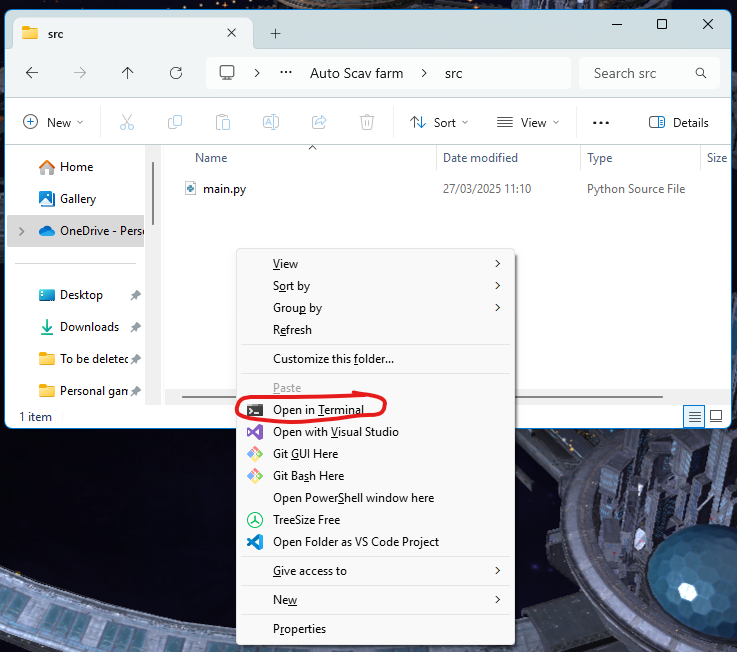 src
Auto Scav farm
src
Search src
New
Sort
View
Details
Name
Date modified
Type
Size
Home
Gallery
OneDrive - Pers
Desktop
Downloads
To be deleted
Personal gam
main.py
27/03/2025 11:10
Python Source File
1 item
View
Sort by
Group by
Refresh
Customize this folder...
Paste
Open in Terminal
Open with Visual Studio
Git GUI Here
Git Bash Here
Open PowerShell window here
TreeSize Free
Open Folder as VS Code Project
Give access to
New
Properties